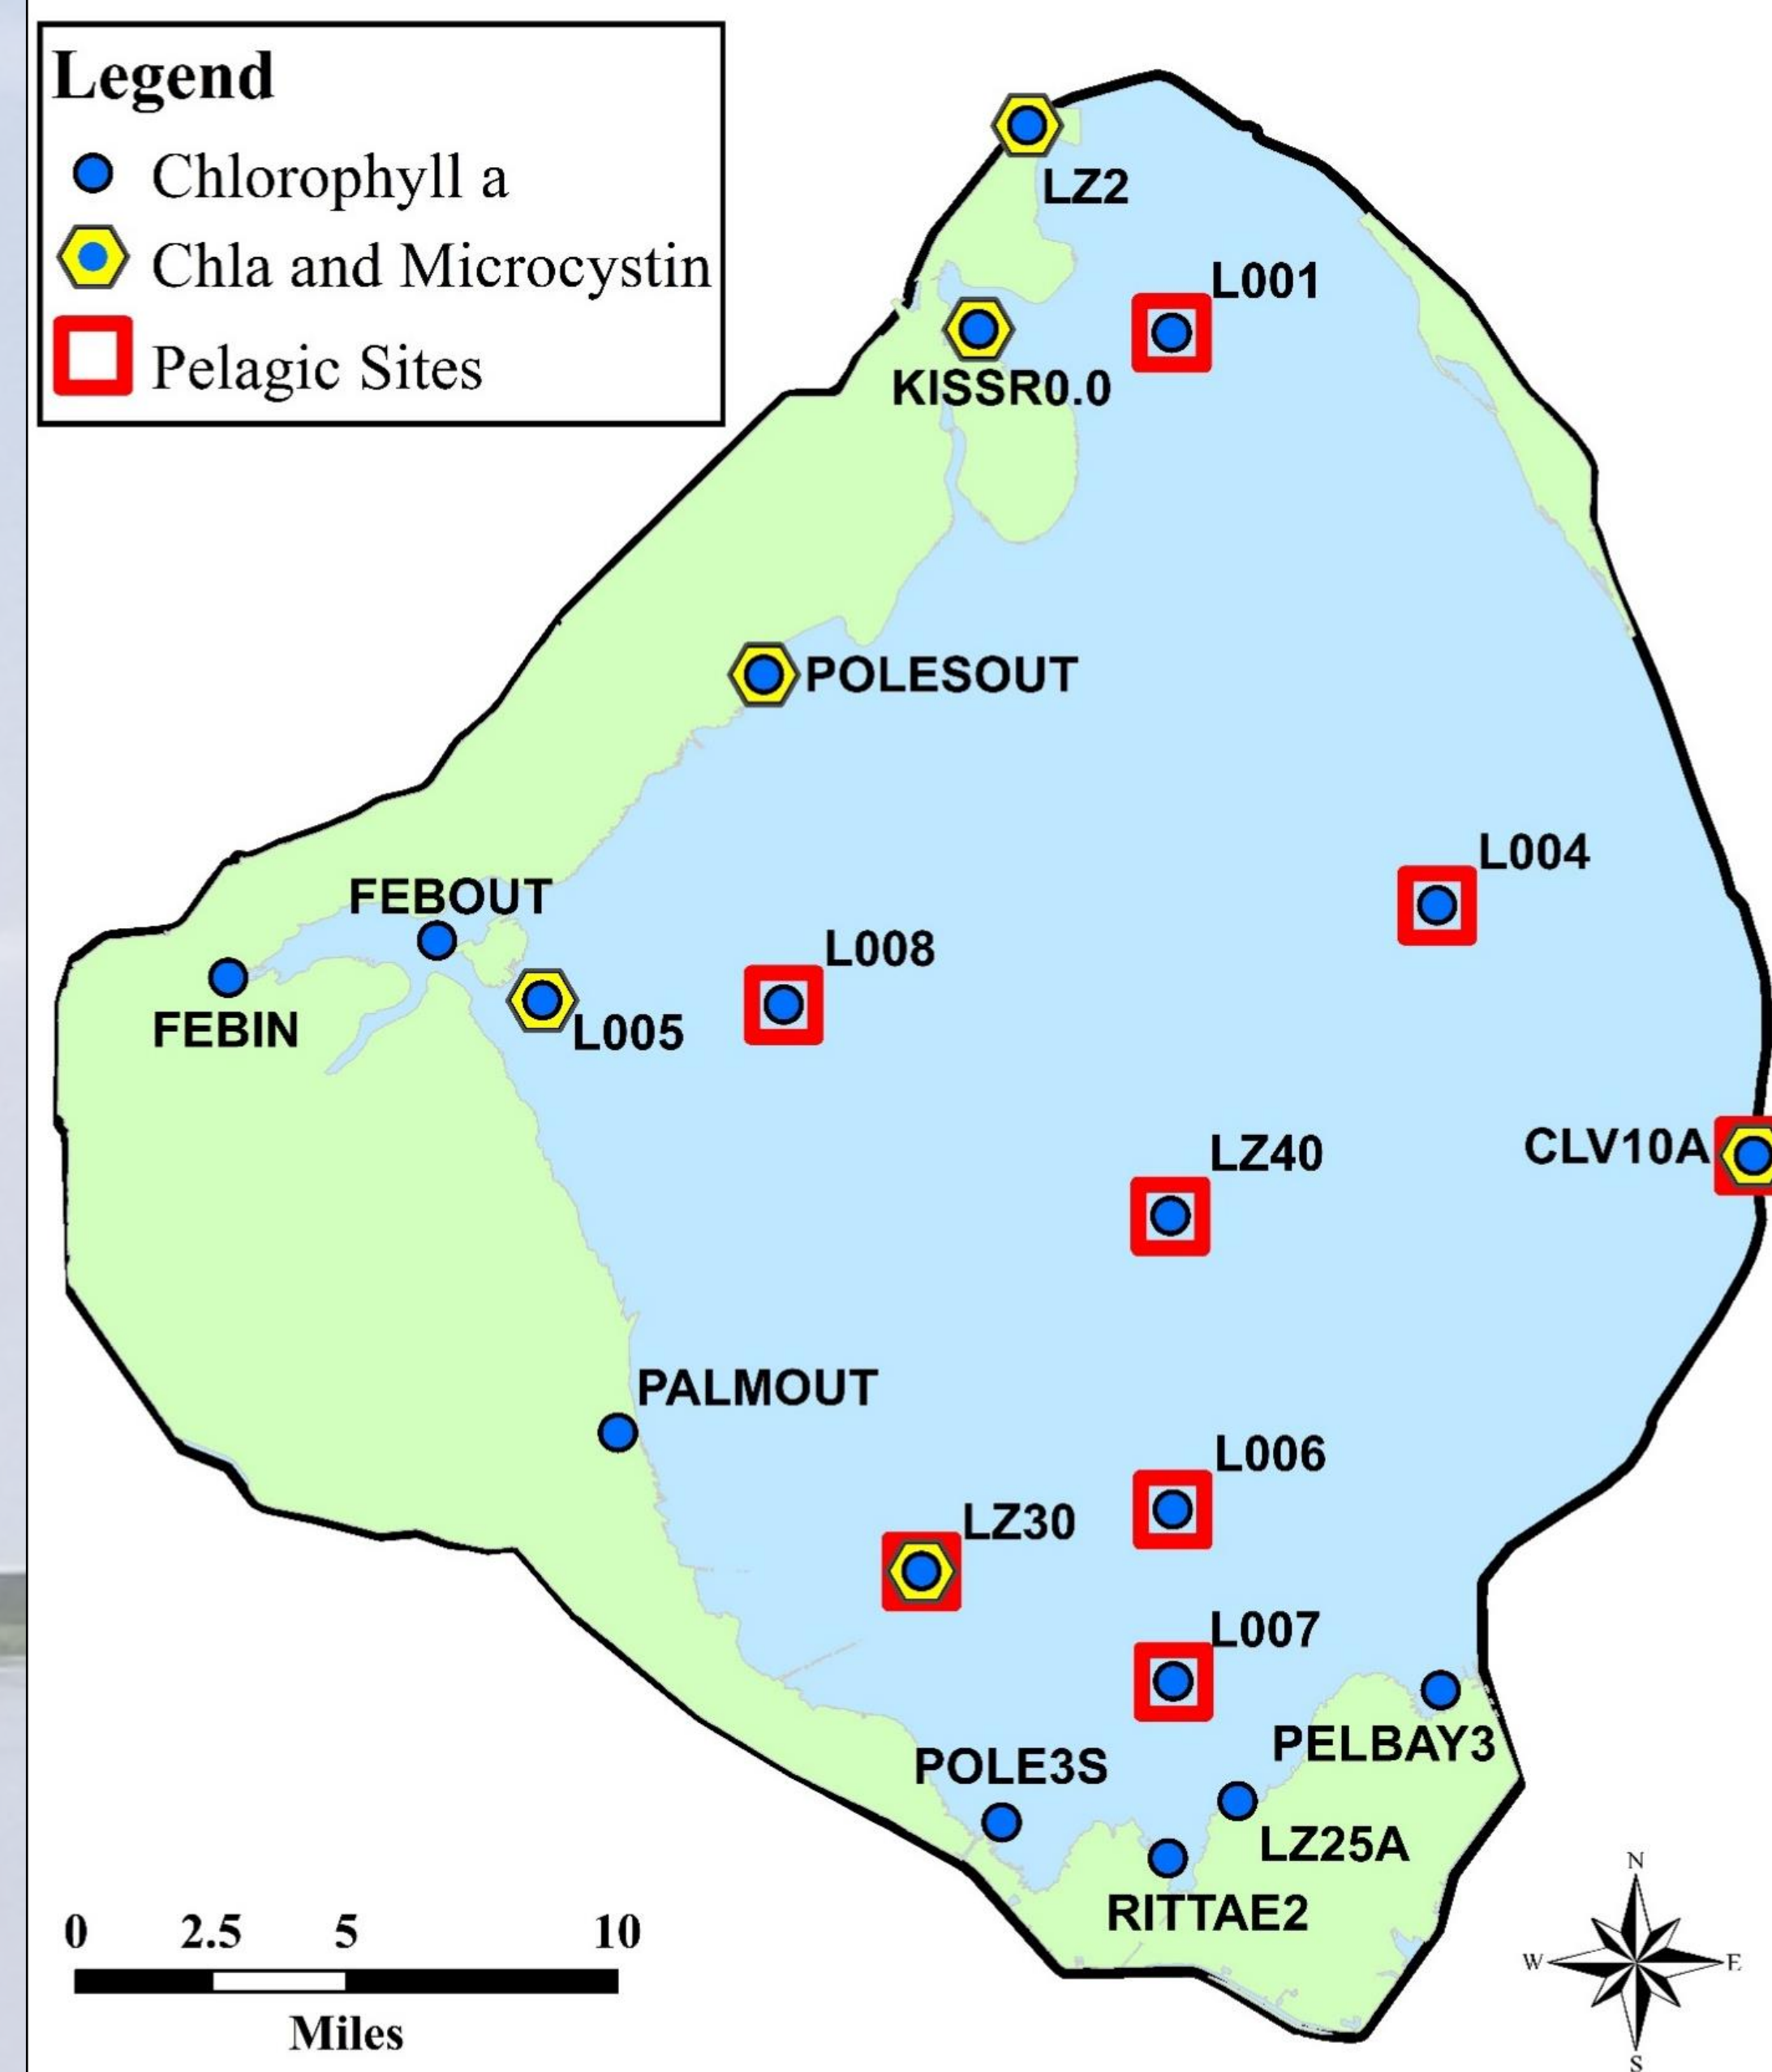 Legend
Chlorophyll a
Chla and Microcystin
Pelagic Sites
LZ2
L001
KISSR0.0
POLESOUT
L004
FEBOUT
L008
FEBIN
L005
LZ40
CLV10A
PALMOUT
L006
LZ30
L007
PELBAY3
POLE3S
LZ25A
RITTAE2
0 2.5 5 10
Miles
N
W E
S